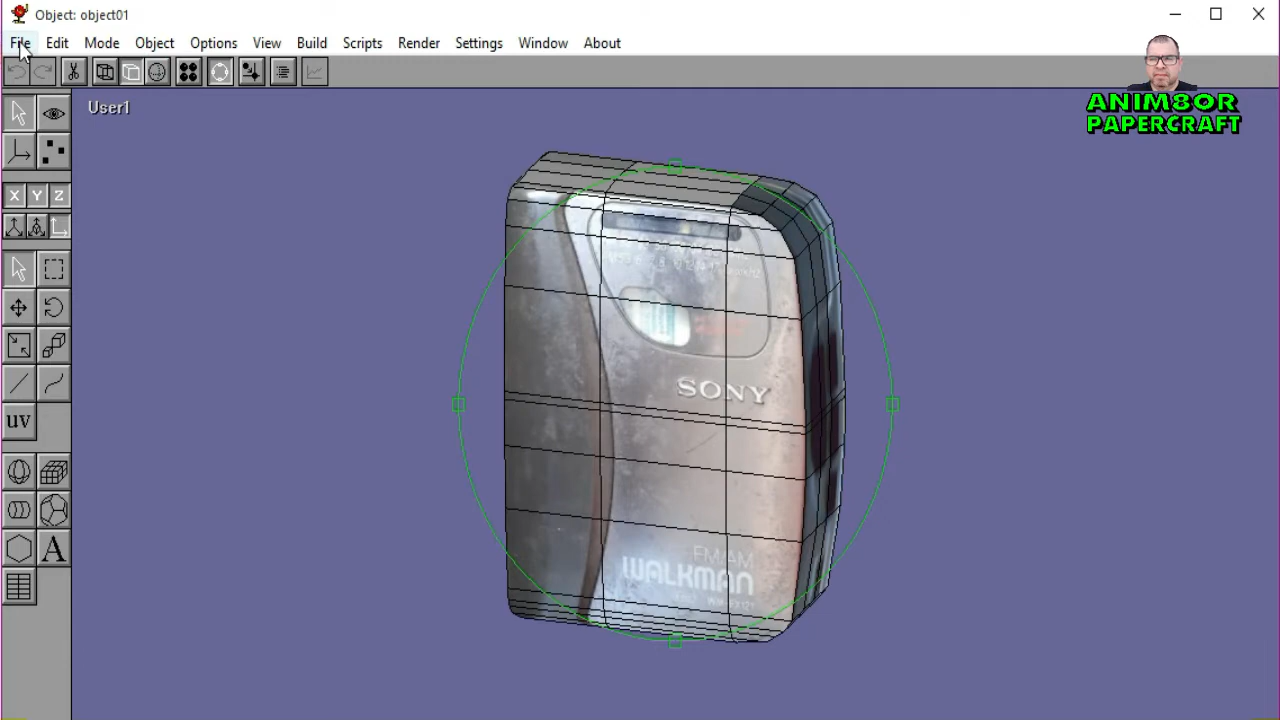 Object: object01
File Edit Mode Object Options View Build Scripts Render Settings Window About
ANIM8OR
PAPERCRAFT
User1
X Y Z
UV
A
SONY
FM/AM
WALKMAN